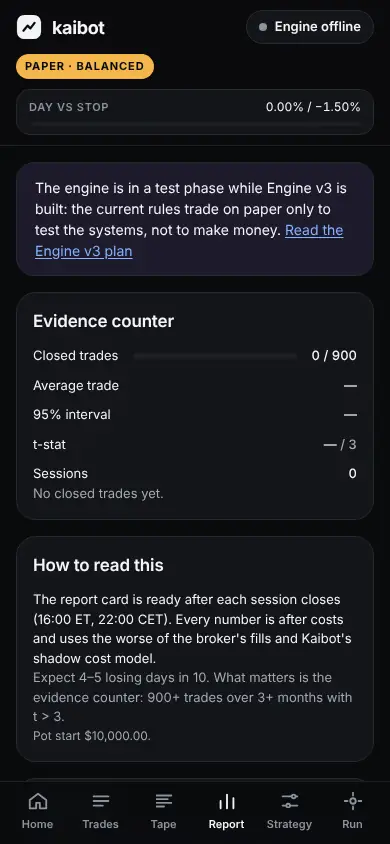 kaibot
Engine offline
PAPER · BALANCED
DAY VS STOP
0.00% / −1.50%
The engine is in a test phase while Engine v3 is
built: the current rules trade on paper only to
test the systems, not to make money. Read the
Engine v3 plan
Evidence counter
Closed trades 0 / 900
Average trade —
95% interval —
t-stat — / 3
Sessions 0
No closed trades yet.
How to read this
The report card is ready after each session closes
(16:00 ET, 22:00 CET). Every number is after costs
and uses the worse of the broker's fills and Kaibot's
shadow cost model.
Expect 4–5 losing days in 10. What matters is the
evidence counter: 900+ trades over 3+ months with
t > 3.
Pot start $10,000.00.
Home Trades Tape Report Strategy Run